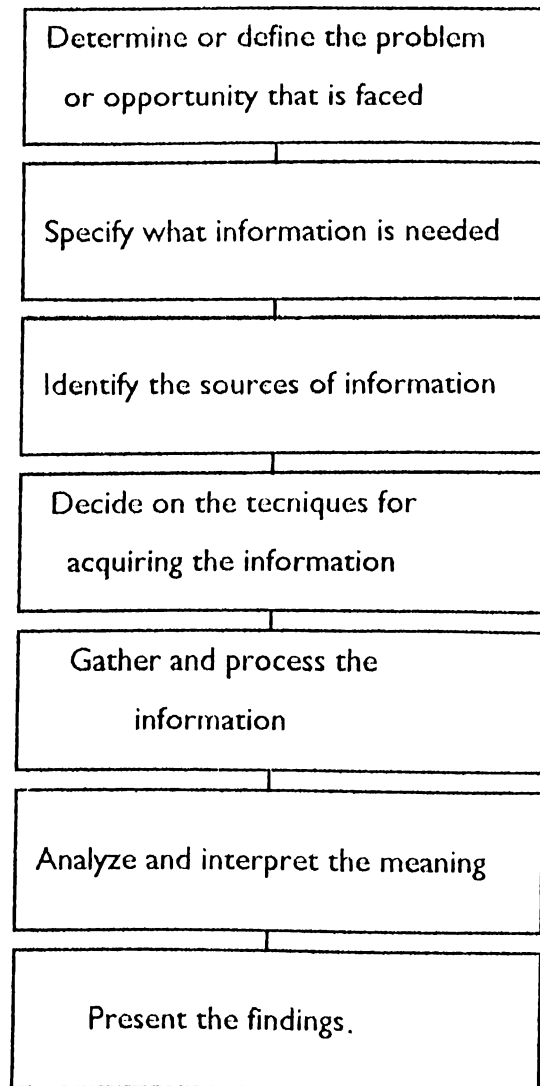 Determine or define the problem
or opportunity that is faced
Specify what information is needed
Identify the sources of information
Decide on the tecniques for
acquiring the information
Gather and process the
information
Analyze and interpret the meaning
Present the findings.